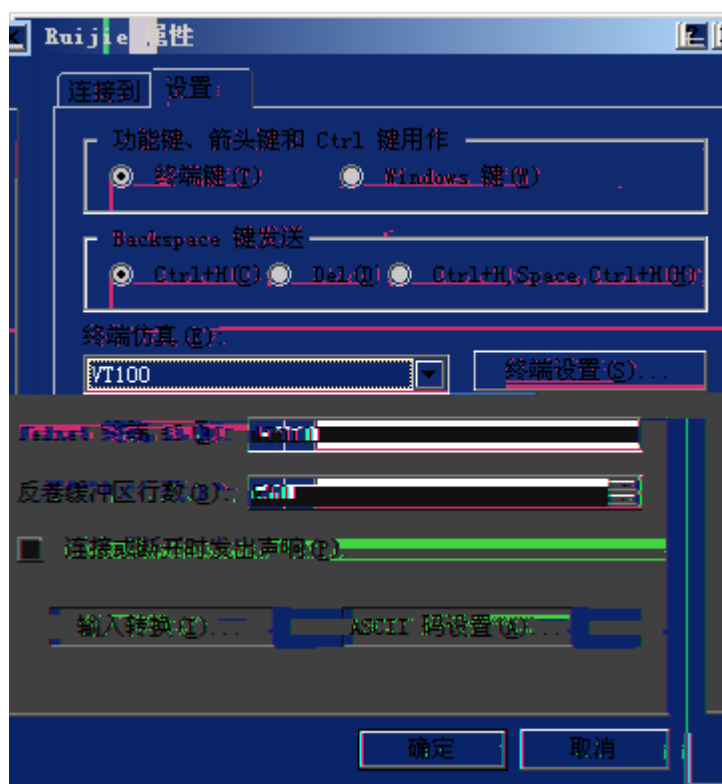 Ruijie 属性
连接到 设置
功能键、箭头键和 Ctrl 键用作
终端键(T) Windows 键(W)
Backspace 键发送
Ctrl+H(C) Del(D) Ctrl+H,Space,Ctrl+H(H)
终端仿真(E):
VT100 终端设置(S)...
Telnet 终端
反卷缓冲区行数(B):
连接或断开时发出声响(P)
输入转换(I)... ASCII 码设置(A)...
确定 取消